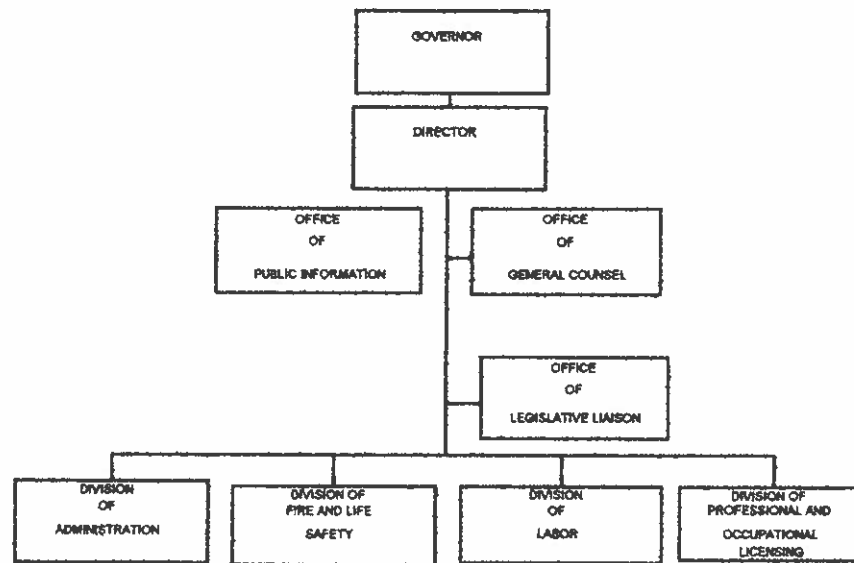 GOVERNOR
DIRECTOR
OFFICE
OF
PUBLIC INFORMATION
OFFICE
OF
GENERAL COUNSEL
OFFICE
OF
LEGISLATIVE LIAISON
DIVISION
OF
ADMINISTRATION
DIVISION OF
FIRE AND LIFE
SAFETY
DIVISION
OF
LABOR
DIVISION OF
PROFESSIONAL AND
OCCUPATIONAL
LICENSING